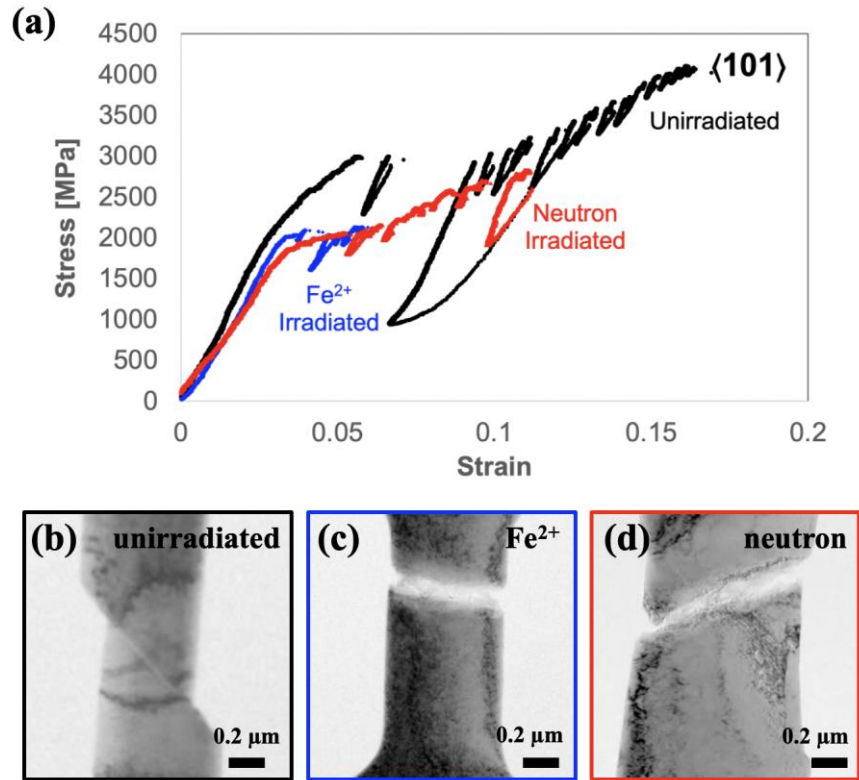 (a)
4500
4000
3500
3000
2500
2000
1500
1000
500
0
Stress [MPa]
⟨101⟩
Unirradiated
Neutron
Irradiated
Fe²⁺
Irradiated
0 0.05 0.1 0.15 0.2
Strain
(b) unirradiated
0.2 μm
(c) Fe²⁺
0.2 μm
(d) neutron
0.2 μm